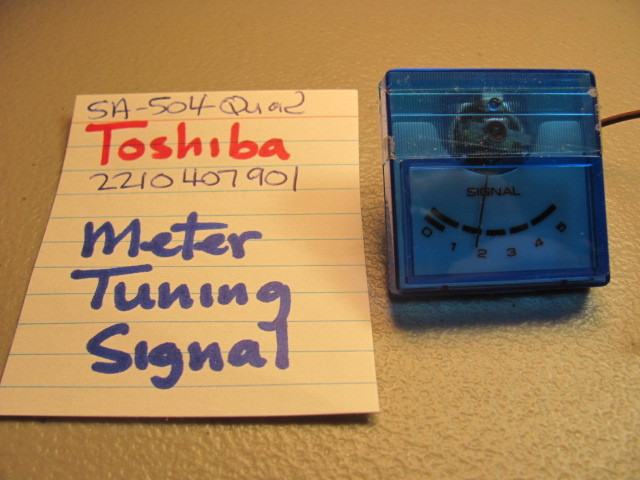 SA-504-Quad
Toshiba
2210407901
Meter
Tuning
Signal
SIGNAL
0 1 2 3 4 5